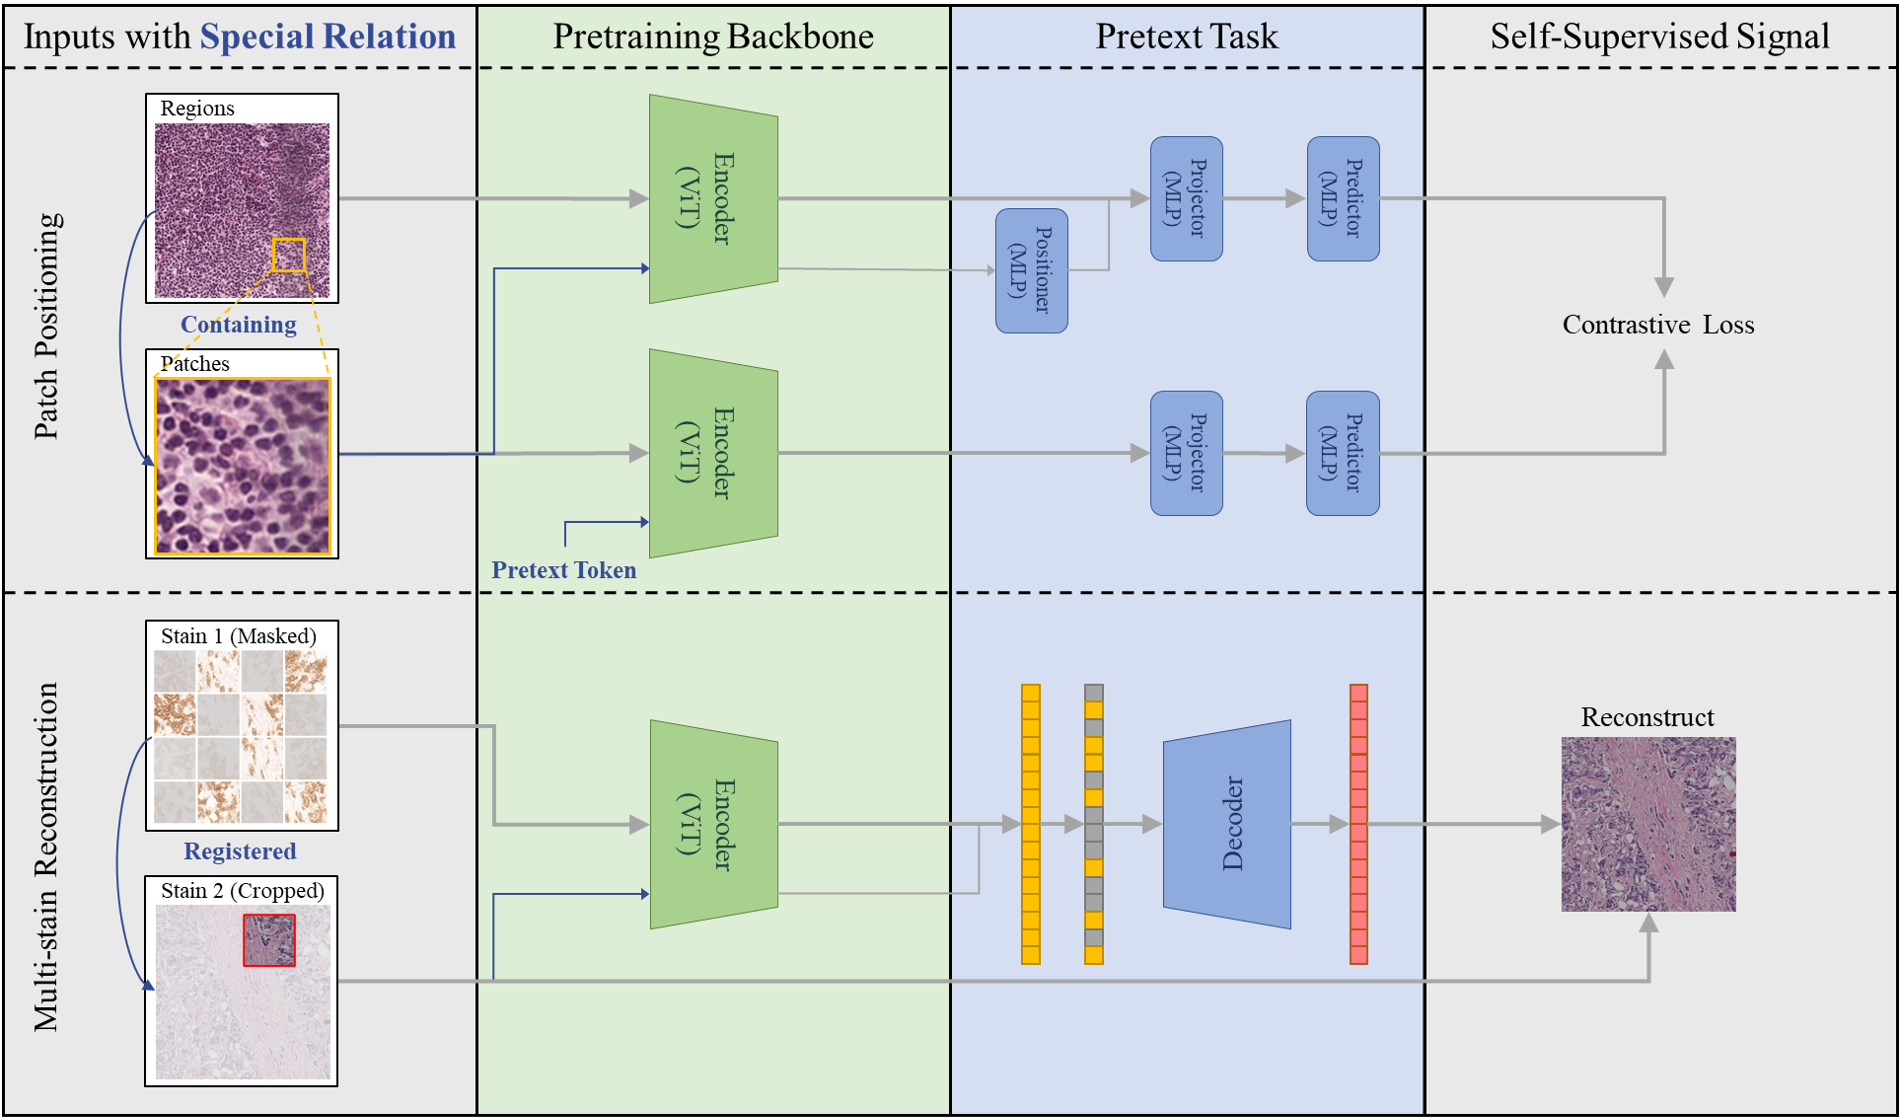 Inputs with Special Relation
Pretraining Backbone
Pretext Task
Self-Supervised Signal
Patch Positioning
Regions
Containing
Patches
Encoder
(ViT)
Positioner
(MLP)
Projector
(MLP)
Predictor
(MLP)
Contrastive Loss
Encoder
(ViT)
Pretext Token
Projector
(MLP)
Predictor
(MLP)
Multi-stain Reconstruction
Stain 1 (Masked)
Registered
Stain 2 (Cropped)
Encoder
(ViT)
Decoder
Reconstruct